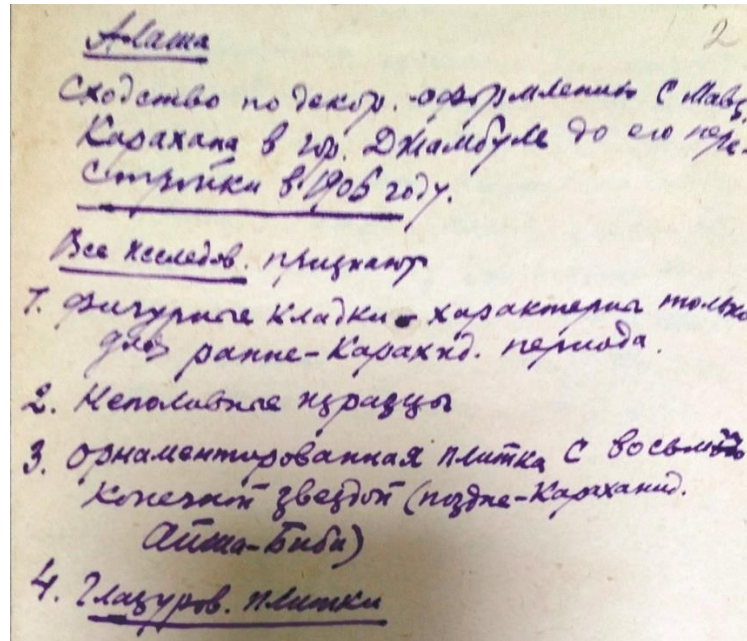 2
Алаша
Сходство по декор. оформлению с мавз.
Карахана в гор. Джамбуле до его пере-
стройки в 1906 году.
Все исследов. признают
1. Фигурные кладки - характерны только
для ранне-Карахнд. периода.
2. Неполивные изразцы
3. Орнаментированная плитка с восьми
конечной звездой (поздне-Караханид.
Айша-Биби)
4. Глазуров. плитки